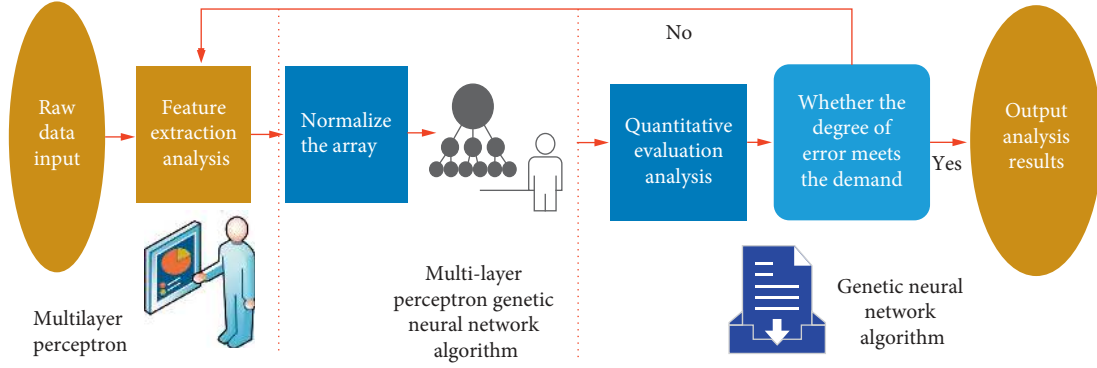 No
Raw
data
input
Feature
extraction
analysis
Normalize
the array
Quantitative
evaluation
analysis
Whether the
degree of
error meets
the demand
Yes
Output
analysis
results
Multilayer
perceptron
Multi-layer
perceptron genetic
neural network
algorithm
Genetic neural
network
algorithm